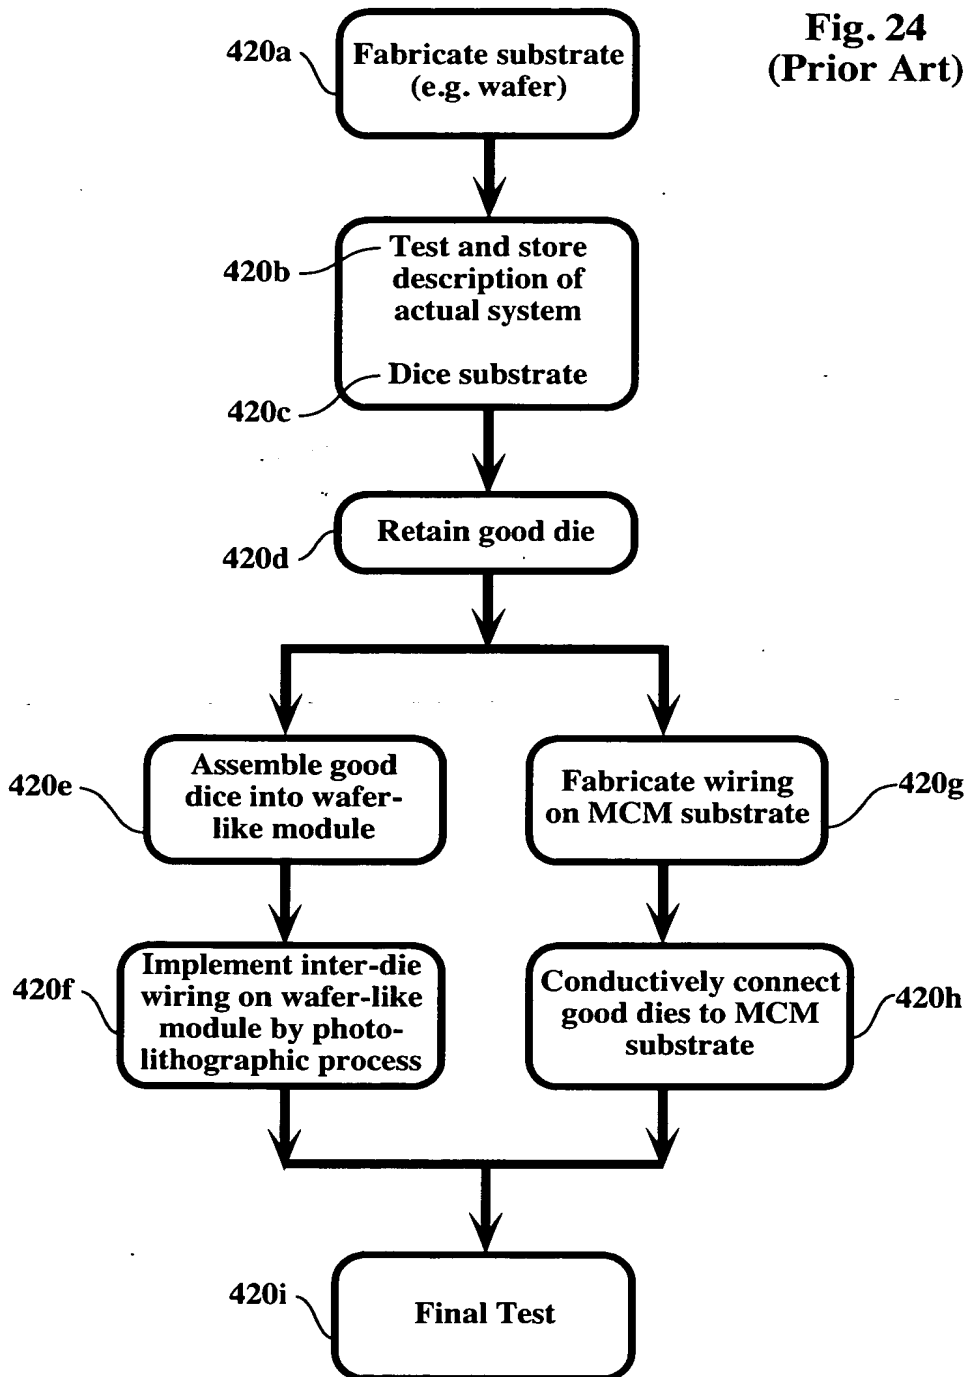 Fig. 24
(Prior Art)
420a
Fabricate substrate
(e.g. wafer)
420b
Test and store
description of
actual system
420c
Dice substrate
420d
Retain good die
420e
Assemble good
dice into wafer-
like module
420g
Fabricate wiring
on MCM substrate
420f
Implement inter-die
wiring on wafer-like
module by photo-
lithographic process
420h
Conductively connect
good dies to MCM
substrate
420i
Final Test